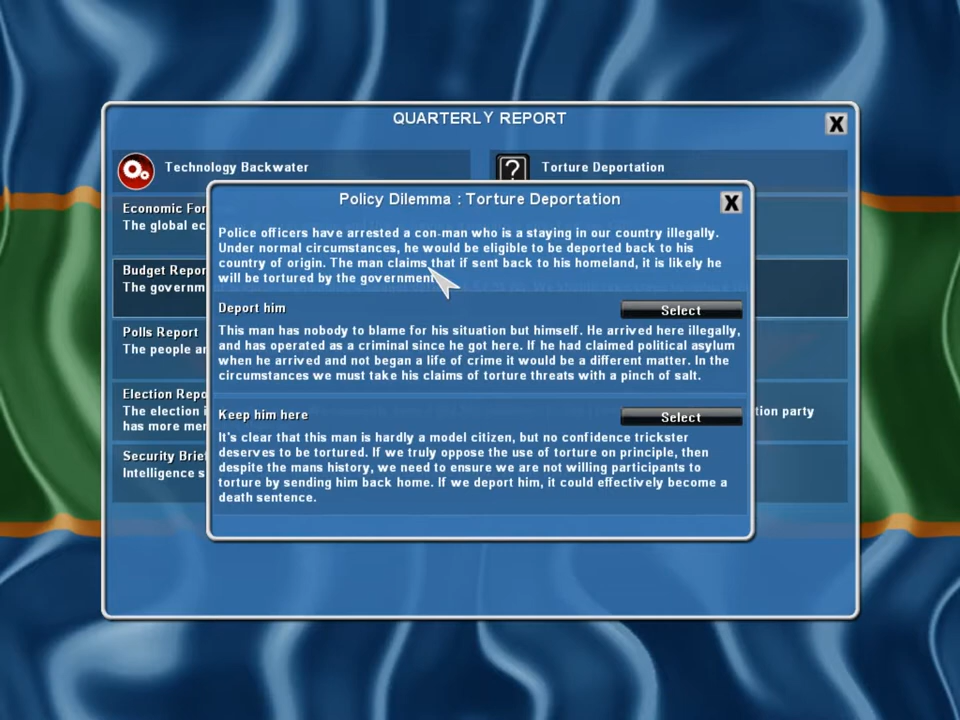 QUARTERLY REPORT
X
Technology Backwater
?
Torture Deportation
Economic For
The global ec
Budget Repor
The governm
Polls Report
The people ar
Election Repo
The election i
tion party
has more mer
Security Brief
Intelligence s
Policy Dilemma : Torture Deportation
X
Police officers have arrested a con-man who is a staying in our country illegally.
Under normal circumstances, he would be eligible to be deported back to his
country of origin. The man claims that if sent back to his homeland, it is likely he
will be tortured by the government
Deport him
Select
This man has nobody to blame for his situation but himself. He arrived here illegally,
and has operated as a criminal since he got here. If he had claimed political asylum
when he arrived and not began a life of crime it would be a different matter. In the
circumstances we must take his claims of torture threats with a pinch of salt.
Keep him here
Select
It's clear that this man is hardly a model citizen, but no confidence trickster
deserves to be tortured. If we truly oppose the use of torture on principle, then
despite the mans history, we need to ensure we are not willing participants to
torture by sending him back home. If we deport him, it could effectively become a
death sentence.